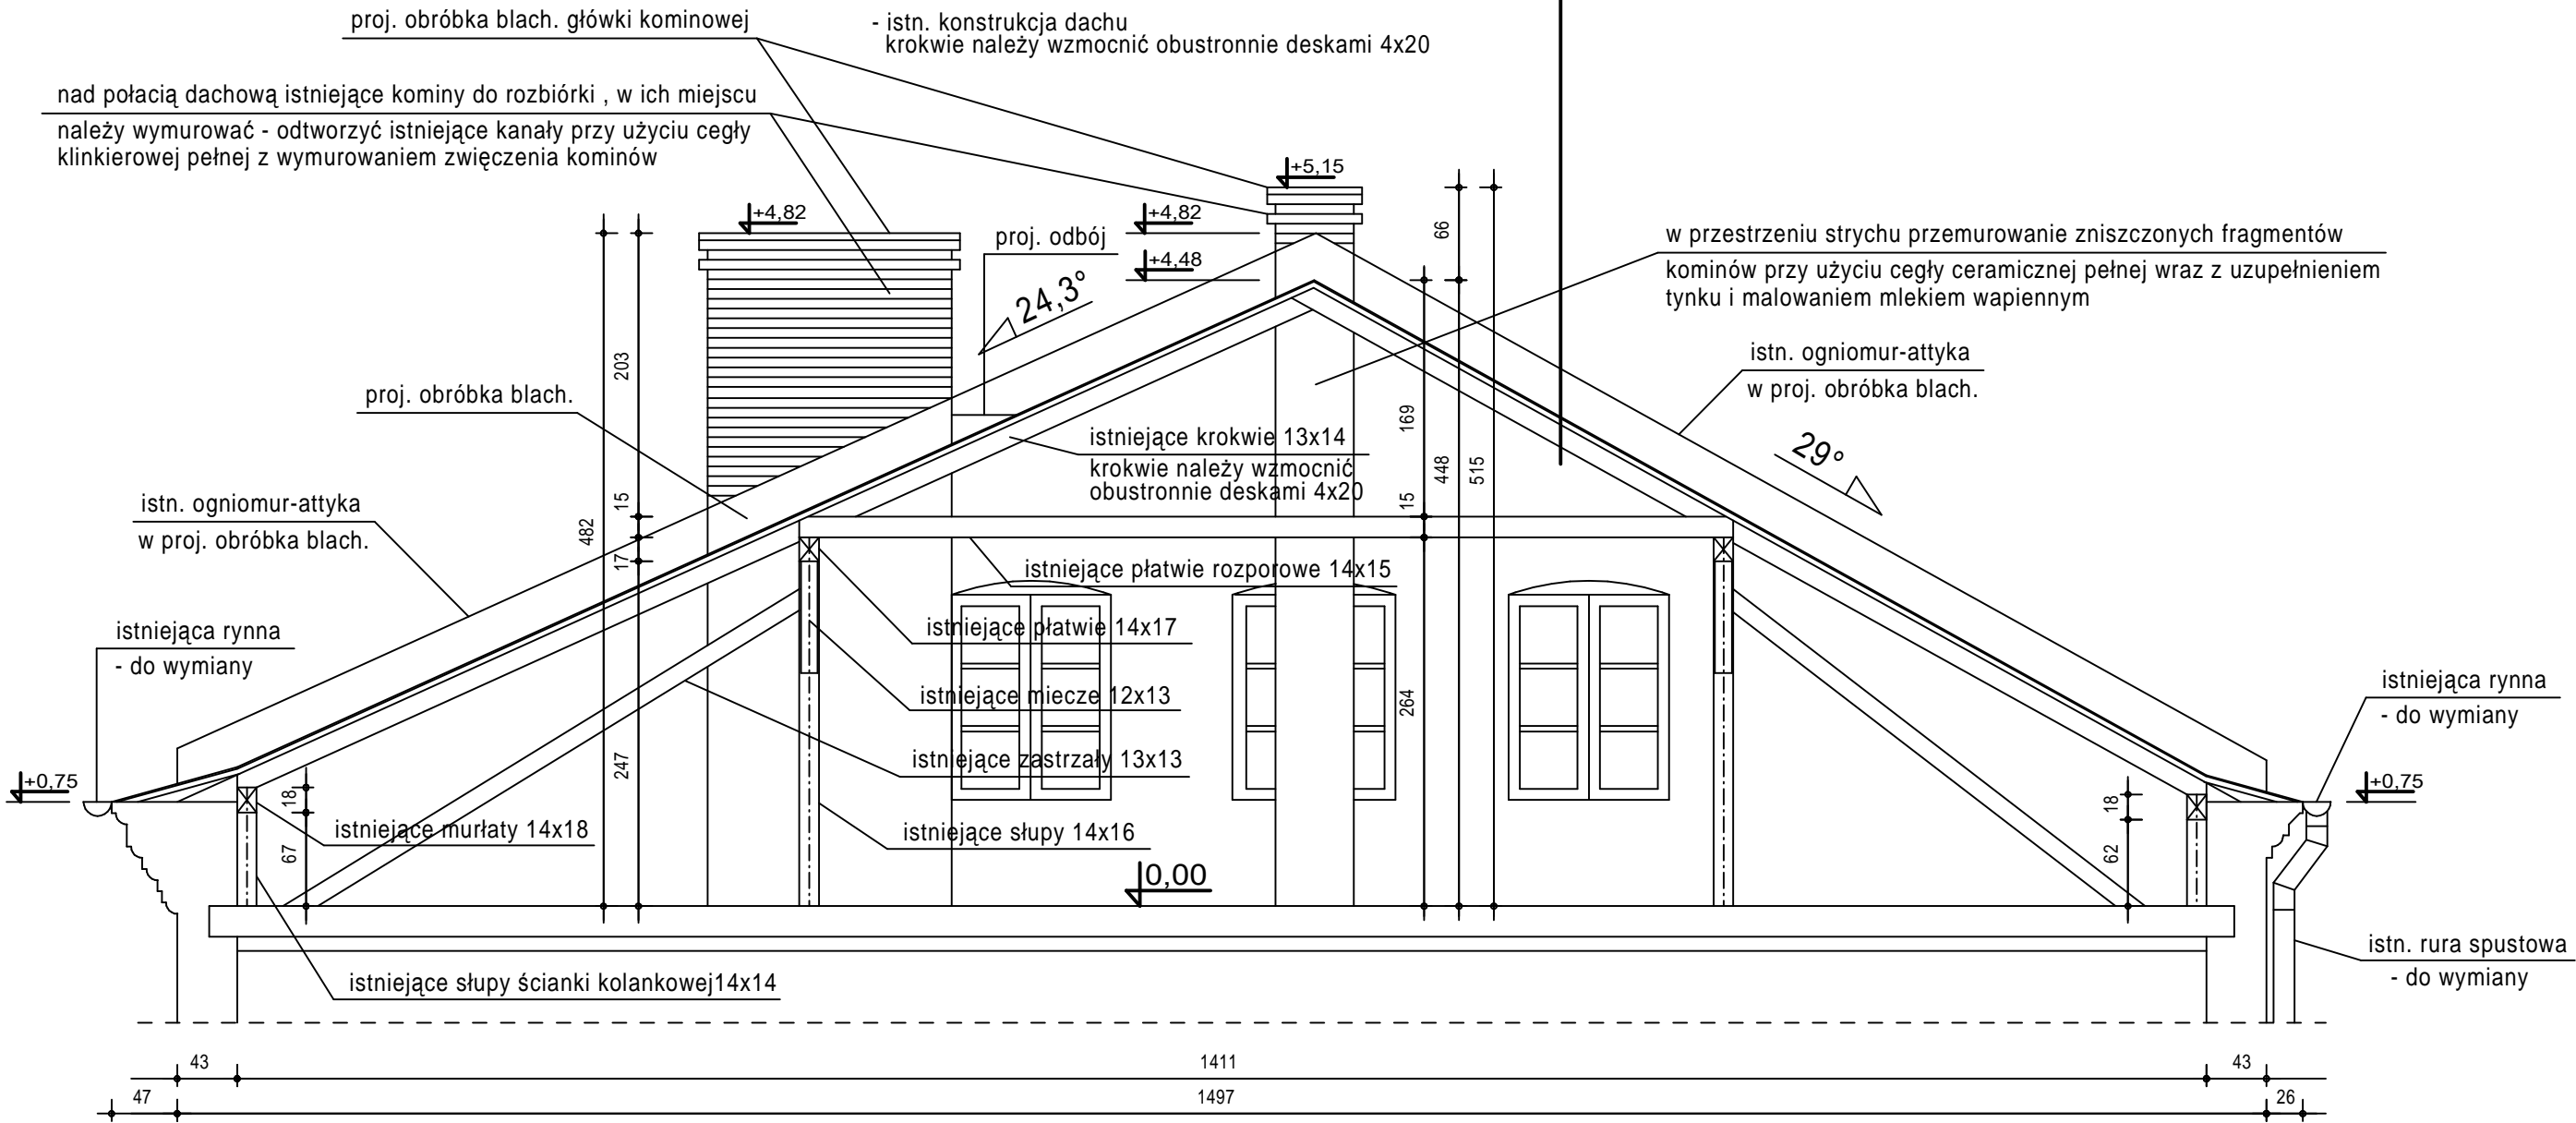 proj. obróbka blach. główki kominowej
- istn. konstrukcja dachu
krokwie należy wzmocnić obustronnie deskami 4x20
nad połacią dachową istniejące kominy do rozbiórki , w ich miejscu
należy wymurować - odtworzyć istniejące kanały przy użyciu cegły
klinkierowej pełnej z wymurowaniem zwięczenia kominów
+5,15
+4,82
+4,82
+4,48
proj. odbój
24,3°
66
w przestrzeniu strychu przemurowanie zniszczonych fragmentów
kominów przy użyciu cegły ceramicznej pełnej wraz z uzupełnieniem
tynku i malowaniem mlekiem wapiennym
istn. ogniomur-attyka
w proj. obróbka blach.
29°
proj. obróbka blach.
203
15
482
17
247
istniejące krokwie 13x14
krokwie należy wzmocnić
obustronnie deskami 4x20
169
448
515
15
264
istn. ogniomur-attyka
w proj. obróbka blach.
istniejące płatwie rozporowe 14x15
istniejąca rynna
- do wymiany
istniejące płatwie 14x17
istniejące miecze 12x13
istniejące zastrzały 13x13
istniejąca rynna
- do wymiany
+0,75
+0,75
18
67
istniejące murłaty 14x18
istniejące słupy 14x16
18
62
0,00
istniejące słupy ścianki kolankowej14x14
istn. rura spustowa
- do wymiany
43
1411
43
47
1497
26